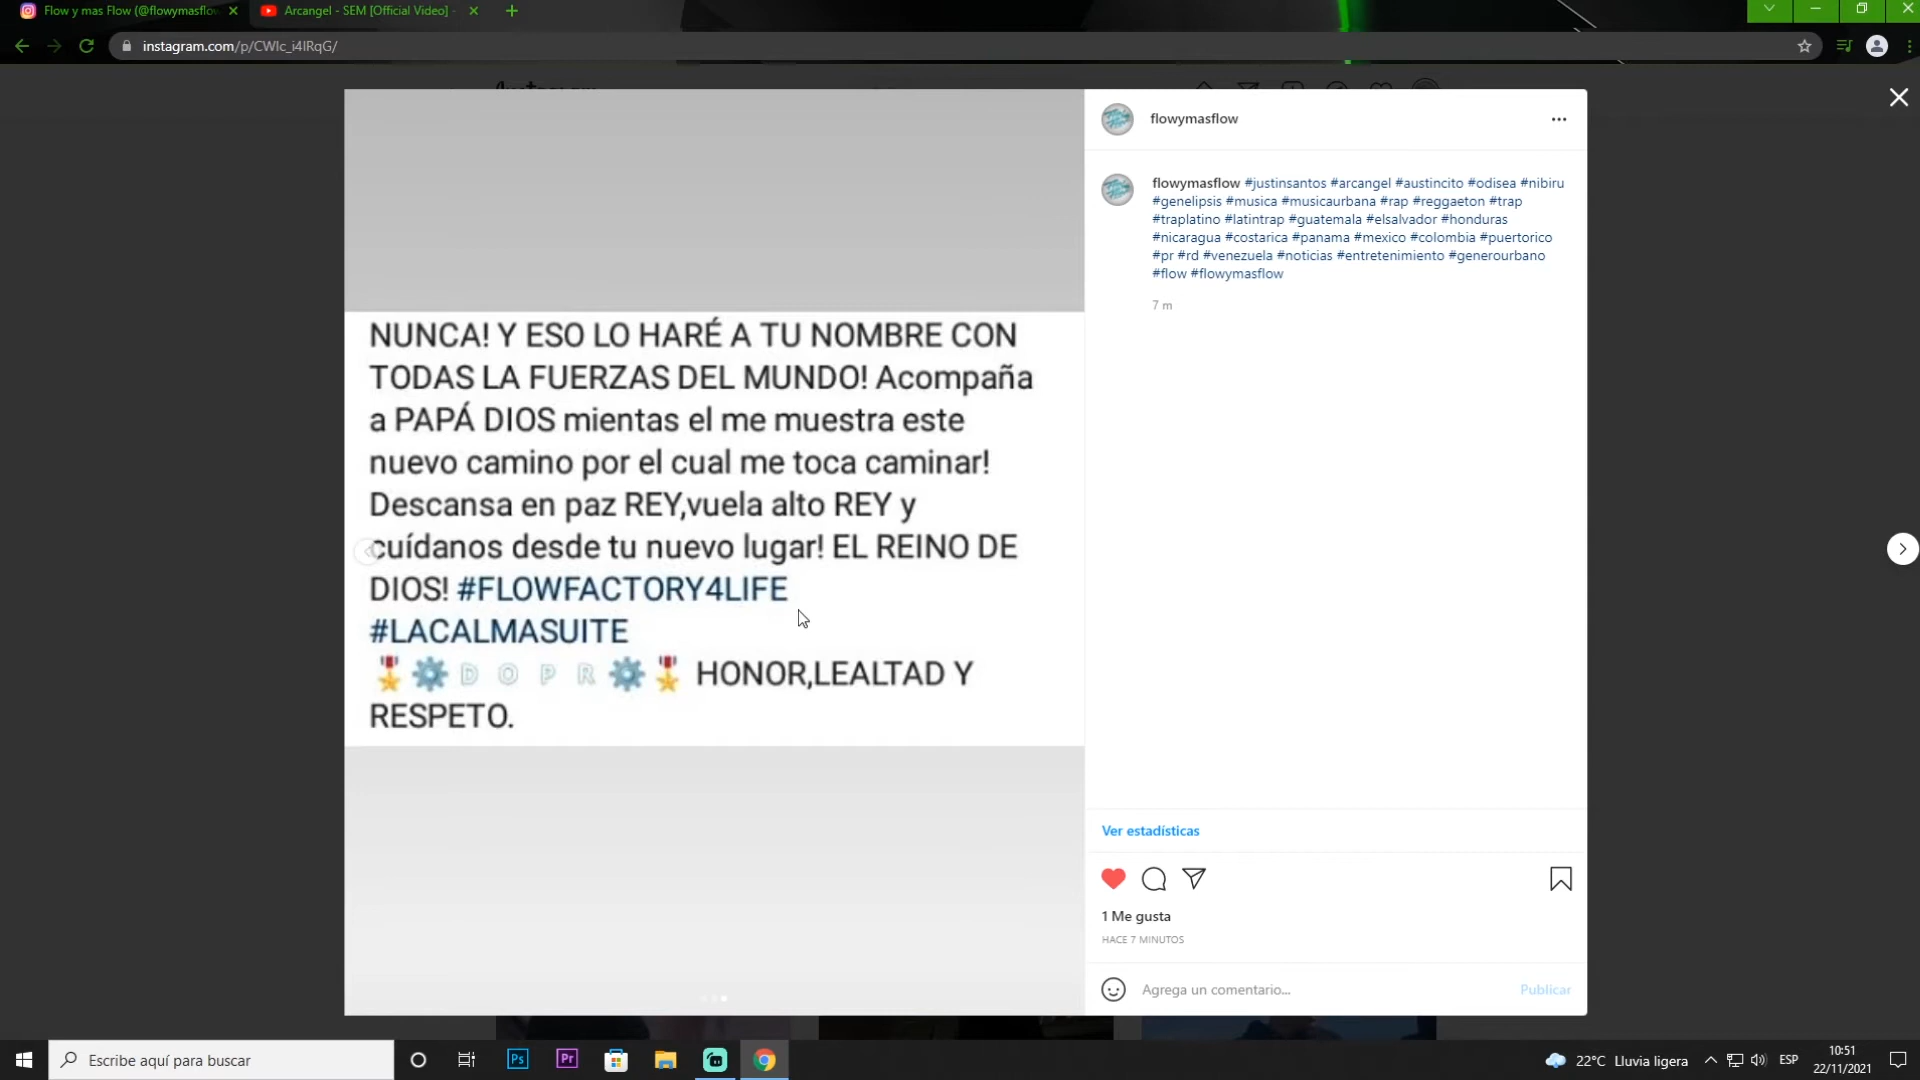 Flow y mas Flow (@flowymasflow
Arcangel - SEM [Official Video] -
instagram.com/p/CWlc_i4lRqG/
flowymasflow
flowymasflow #justinsantos #arcangel #austincito #odisea #nibiru
#genelipsis #musica #musicaurbana #rap #reggaeton #trap
#traplatino #latintrap #guatemala #elsalvador #honduras
#nicaragua #costarica #panama #mexico #colombia #puertorico
#pr #rd #venezuela #noticias #entretenimiento #generourbano
#flow #flowymasflow
7 m
NUNCA! Y ESO LO HARÉ A TU NOMBRE CON
TODAS LA FUERZAS DEL MUNDO! Acompaña
a PAPÁ DIOS mientas el me muestra este
nuevo camino por el cual me toca caminar!
Descansa en paz REY,vuela alto REY y
cuídanos desde tu nuevo lugar! EL REINO DE
DIOS! #FLOWFACTORY4LIFE
#LACALMASUITE
🎖️⚙️D O P R⚙️🎖️ HONOR,LEALTAD Y
RESPETO.
Ver estadísticas
1 Me gusta
HACE 7 MINUTOS
Agrega un comentario...
Publicar
Escribe aquí para buscar
Ps
Pr
22°C Lluvia ligera
ESP
10:51
22/11/2021